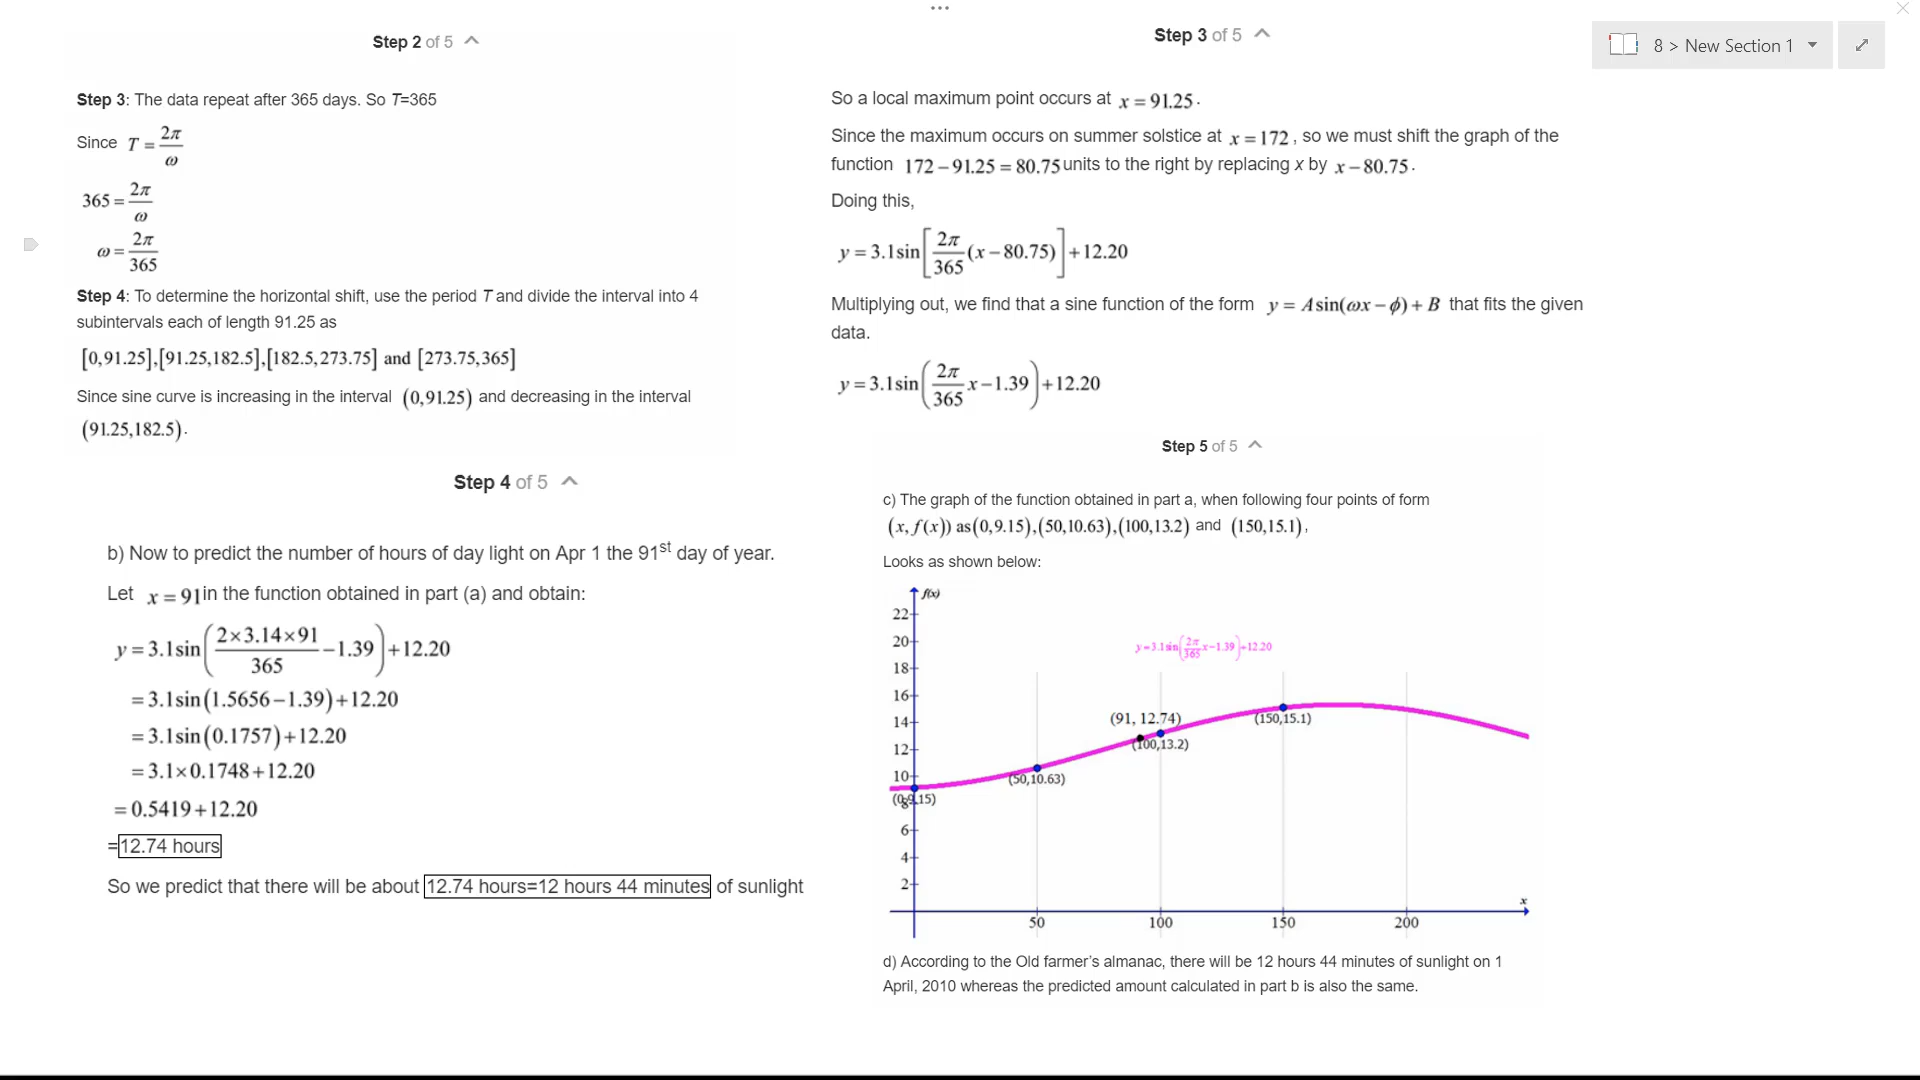 ...
8 > New Section 1
Step 2 of 5
Step 3: The data repeat after 365 days. So T=365
Since T = 2π/ω
365 = 2π/ω
ω = 2π/365
Step 4: To determine the horizontal shift, use the period T and divide the interval into 4
subintervals each of length 91.25 as
[0,91.25],[91.25,182.5],[182.5,273.75] and [273.75,365]
Since sine curve is increasing in the interval (0,91.25) and decreasing in the interval
(91.25,182.5).
Step 3 of 5
So a local maximum point occurs at x = 91.25.
Since the maximum occurs on summer solstice at x = 172, so we must shift the graph of the
function 172 – 91.25 = 80.75 units to the right by replacing x by x – 80.75.
Doing this,
y = 3.1sin[2π/365(x – 80.75)] + 12.20
Multiplying out, we find that a sine function of the form y = Asin(ωx – ϕ) + B that fits the given
data.
y = 3.1sin(2π/365 x – 1.39) + 12.20
Step 4 of 5
b) Now to predict the number of hours of day light on Apr 1 the 91st day of year.
Let x = 91 in the function obtained in part (a) and obtain:
y = 3.1sin(2×3.14×91/365 – 1.39) + 12.20
= 3.1sin(1.5656 – 1.39) + 12.20
= 3.1sin(0.1757) + 12.20
= 3.1×0.1748 + 12.20
= 0.5419 + 12.20
=12.74 hours
So we predict that there will be about 12.74 hours=12 hours 44 minutes of sunlight
Step 5 of 5
c) The graph of the function obtained in part a, when following four points of form
(x, f(x)) as (0,9.15),(50,10.63),(100,13.2) and (150,15.1),
Looks as shown below:
f(x)
22
20
y=3.1sin(2π/365 x–1.39)+12.20
18
16
14
(91, 12.74)
(150,15.1)
12
(100,13.2)
10
(50,10.63)
(0,9.15)
8
6
4
2
x
50
100
150
200
d) According to the Old farmer's almanac, there will be 12 hours 44 minutes of sunlight on 1
April, 2010 whereas the predicted amount calculated in part b is also the same.